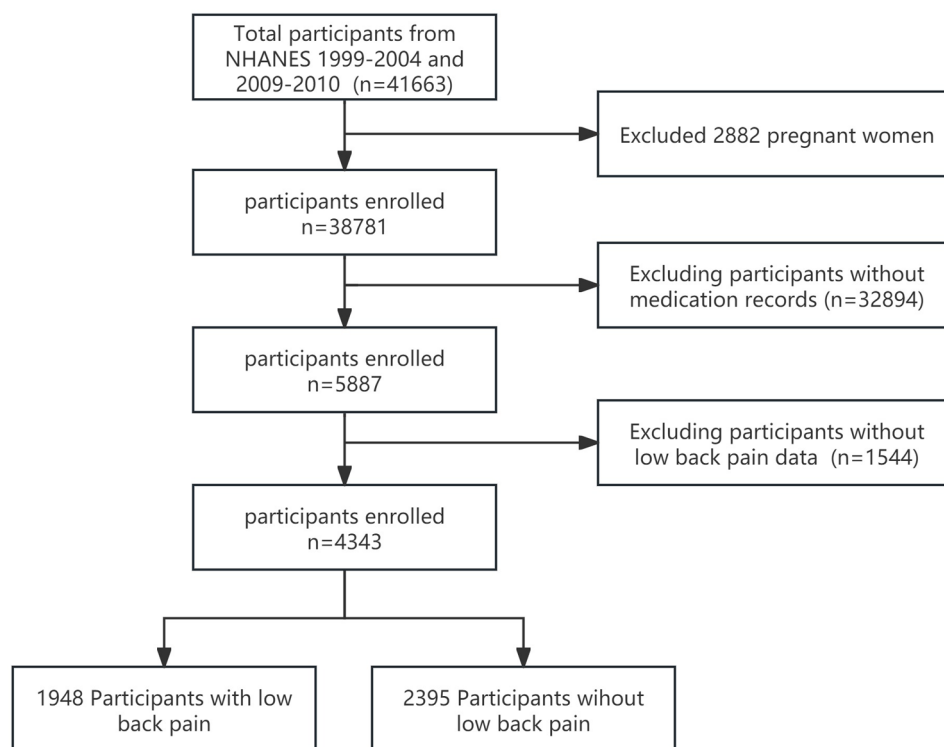 Total participants from
NHANES 1999-2004 and
2009-2010 (n=41663)
Excluded 2882 pregnant women
participants enrolled
n=38781
Excluding participants without
medication records (n=32894)
participants enrolled
n=5887
Excluding participants without
low back pain data (n=1544)
participants enrolled
n=4343
1948 Participants with low
back pain
2395 Participants wihout
low back pain